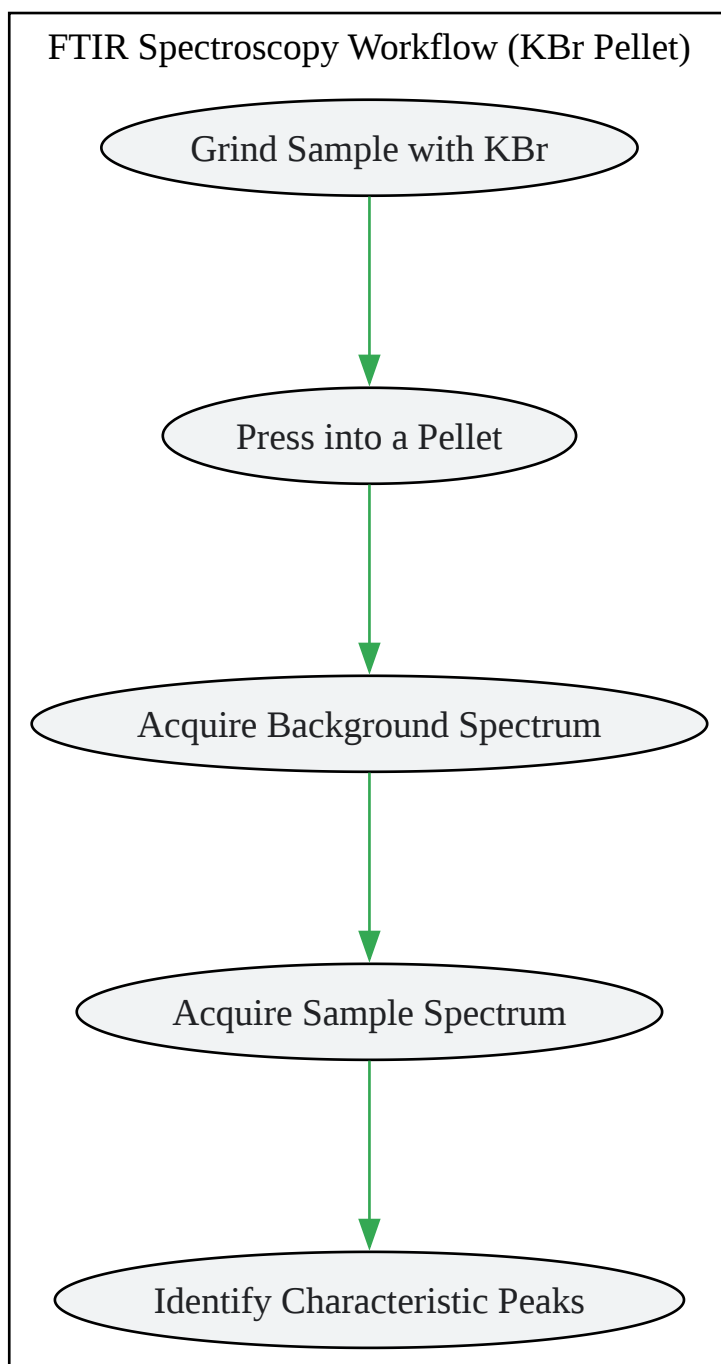 FTIR Spectroscopy Workflow (KBr Pellet)
Grind Sample with KBr
Press into a Pellet
Acquire Background Spectrum
Acquire Sample Spectrum
Identify Characteristic Peaks